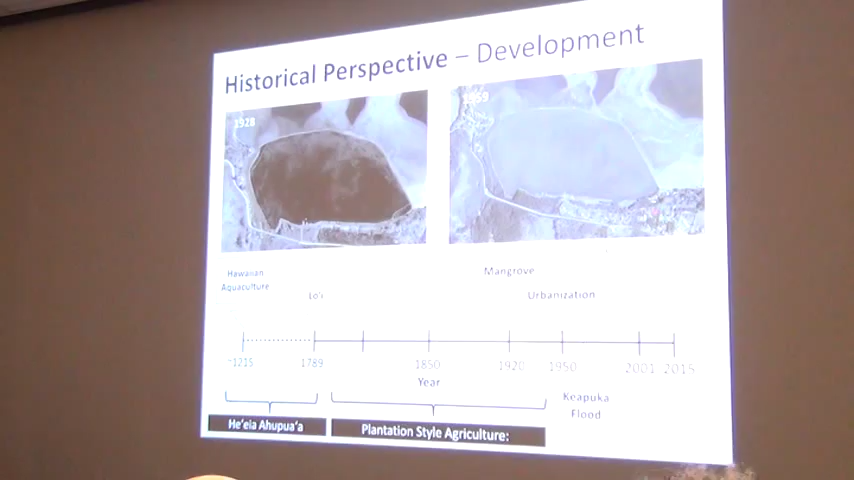 Historical Perspective – Development
1928
1959
Hawaiian
Aquaculture
Lo'i
Mangrove
Urbanization
~1215
1789
1850
1920
1950
2001
2015
Year
Keapuka
Flood
He'eia Ahupua'a
Plantation Style Agriculture: